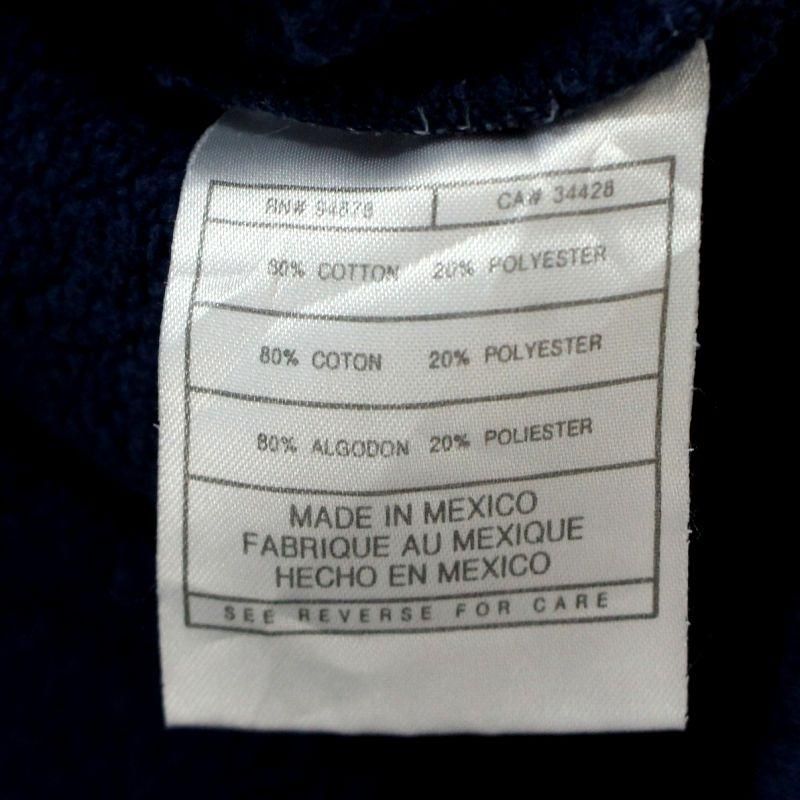 RN# 94878 CA# 34428
80% COTTON 20% POLYESTER
80% COTON 20% POLYESTER
80% ALGODON 20% POLIESTER
MADE IN MEXICO
FABRIQUE AU MEXIQUE
HECHO EN MEXICO
SEE REVERSE FOR CARE